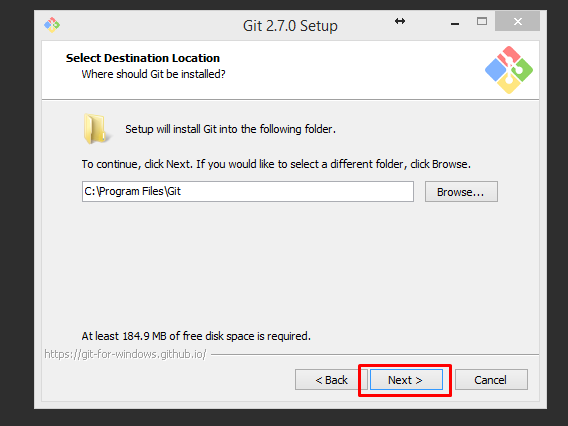 Git 2.7.0 Setup
Select Destination Location
Where should Git be installed?
Setup will install Git into the following folder.
To continue, click Next. If you would like to select a different folder, click Browse.
C:\Program Files\Git
Browse...
At least 184.9 MB of free disk space is required.
https://git-for-windows.github.io/
< Back
Next >
Cancel